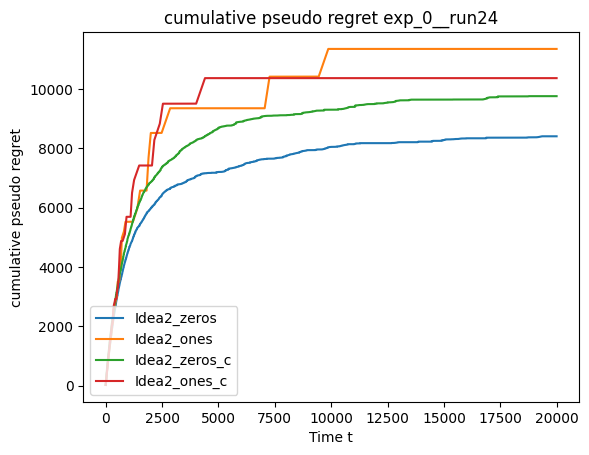 cumulative pseudo regret exp_0__run24
cumulative pseudo regret
10000
8000
6000
4000
2000
0
Idea2_zeros
Idea2_ones
Idea2_zeros_c
Idea2_ones_c
0 2500 5000 7500 10000 12500 15000 17500 20000
Time t